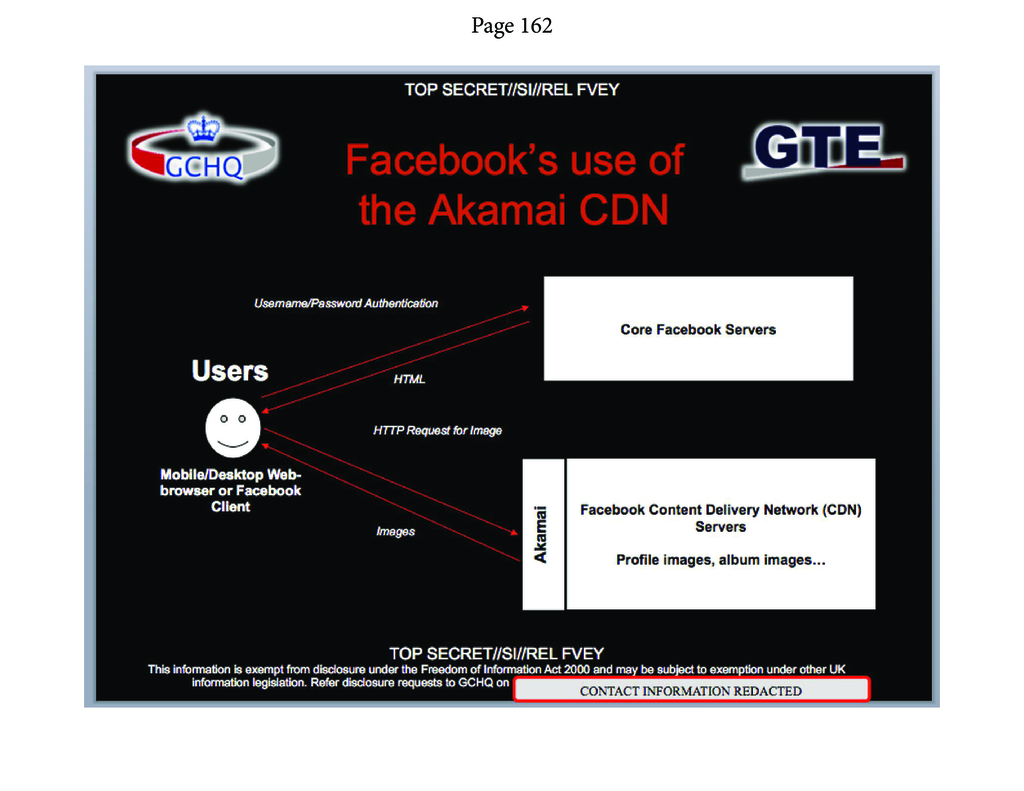 Page 162
TOP SECRET//SI//REL FVEY
GCHQ
GTE
Facebook's use of
the Akamai CDN
Username/Password Authentication
Core Facebook Servers
Users
HTML
HTTP Request for Image
Mobile/Desktop Web-
browser or Facebook
Client
Akamai
Facebook Content Delivery Network (CDN)
Servers
Profile images, album images…
Images
TOP SECRET//SI//REL FVEY
This information is exempt from disclosure under the Freedom of Information Act 2000 and may be subject to exemption under other UK
information legislation. Refer disclosure requests to GCHQ on
CONTACT INFORMATION REDACTED